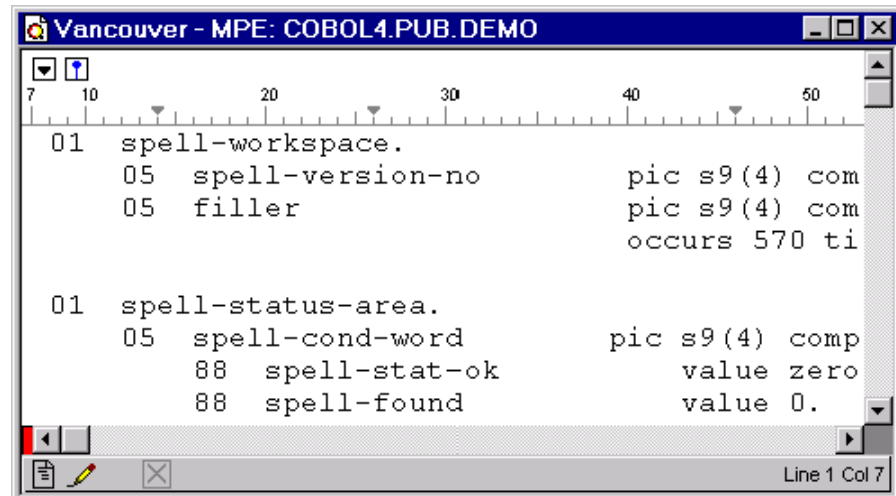 Vancouver - MPE: COBOL4.PUB.DEMO
7 10 20 30 40 50
01 spell-workspace.
05 spell-version-no pic s9(4) com
05 filler pic s9(4) com
occurs 570 ti
01 spell-status-area.
05 spell-cond-word pic s9(4) comp
88 spell-stat-ok value zero
88 spell-found value 0.
Line 1 Col 7